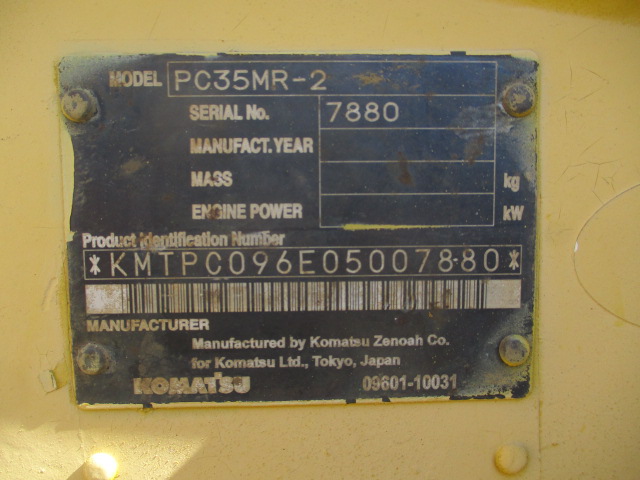 MODEL PC35MR-2
SERIAL No. 7880
MANUFACT.YEAR
MASS kg
ENGINE POWER kW
Product Identification Number
*KMTPC096E05007880*
MANUFACTURER
Manufactured by Komatsu Zenoah Co.
for Komatsu Ltd., Tokyo, Japan
KOMATSU 09601-10031